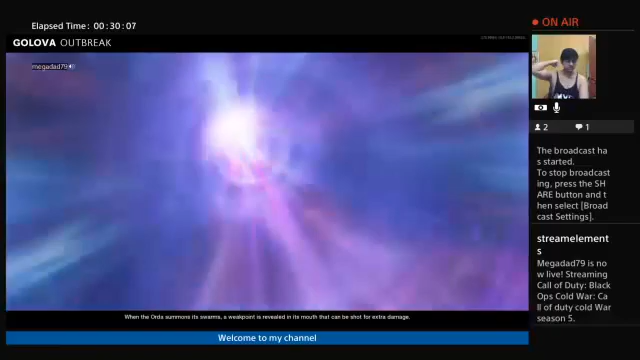 Elapsed Time: 00:30:07
ON AIR
GOLOVA OUTBREAK
megadad79
2
1
The broadcast ha
s started.
To stop broadcast
ing, press the SH
ARE button and t
hen select [Broad
cast Settings].
streamelement
s
Megadad79 is no
w live! Streaming
Call of Duty: Black
Ops Cold War: Ca
ll of duty cold War
season 5.
When the Orda summons its swarms, a weakpoint is revealed in its mouth that can be shot for extra damage.
Welcome to my channel